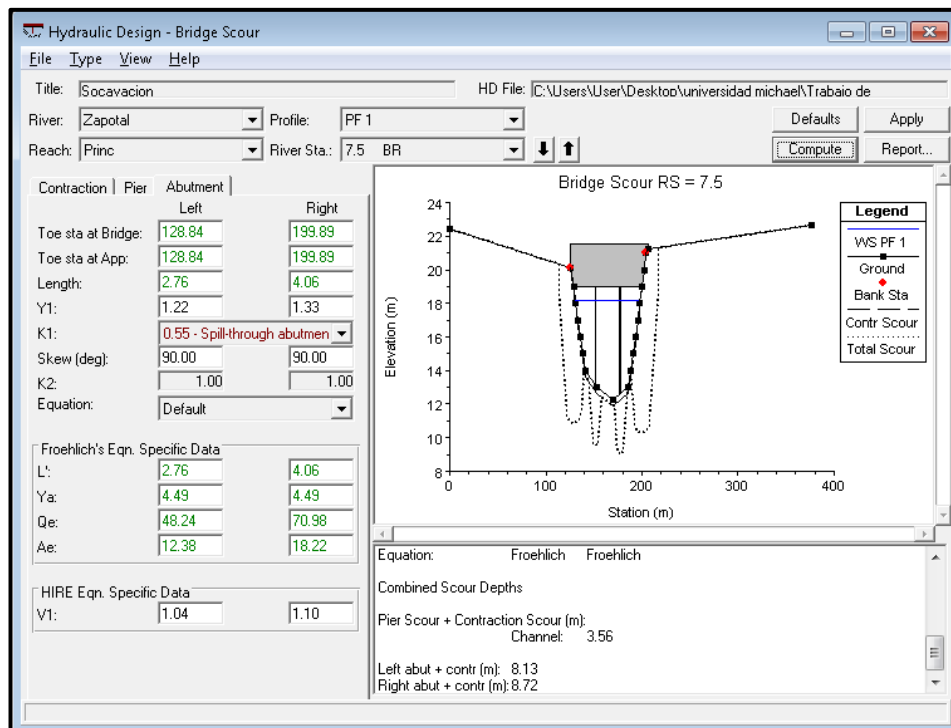 Hydraulic Design - Bridge Scour
File Type View Help
Title: Socavacion HD File: C:\Users\User\Desktop\universidad michael\Trabajo de
River: Zapotal Profile: PF 1 Defaults Apply
Reach: Princ River Sta.: 7.5 BR Compute Report...
Contraction Pier Abutment
Left Right
Toe sta at Bridge: 128.84 199.89
Toe sta at App: 128.84 199.89
Length: 2.76 4.06
Y1: 1.22 1.33
K1: 0.55 - Spill-through abutmen
Skew (deg): 90.00 90.00
K2: 1.00 1.00
Equation: Default
Froehlich's Eqn. Specific Data
L': 2.76 4.06
Ya: 4.49 4.49
Qe: 48.24 70.98
Ae: 12.38 18.22
HIRE Eqn. Specific Data
V1: 1.04 1.10
Bridge Scour RS = 7.5
Elevation (m)
24
22
20
18
16
14
12
10
8
0 100 200 300 400
Station (m)
Legend
WS PF 1
Ground
Bank Sta
Contr Scour
Total Scour
Equation: Froehlich Froehlich
Combined Scour Depths
Pier Scour + Contraction Scour (m):
Channel: 3.56
Left abut + contr (m): 8.13
Right abut + contr (m): 8.72